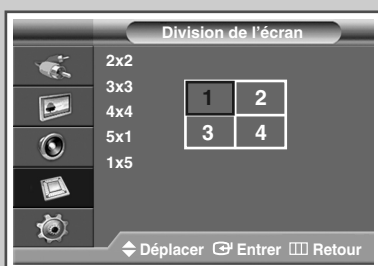 Division de l'écran
2x2
3x3
4x4
5x1
1x5
1 2
3 4
Déplacer Entrer Retour